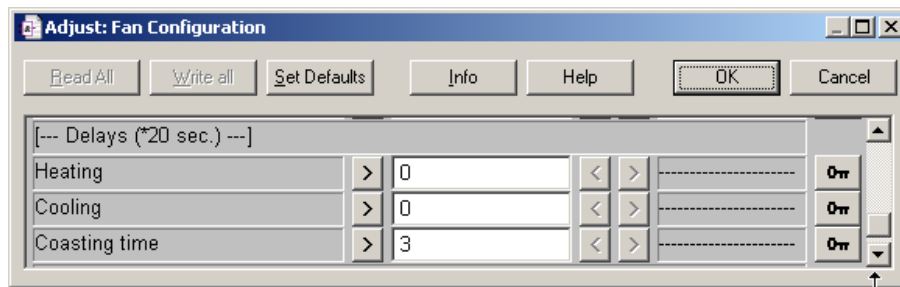 Adjust: Fan Configuration
Read All Write all Set Defaults Info Help OK Cancel
[--- Delays (*20 sec.) ---]
Heating > 0 < > ----------------------
Cooling > 0 < > ----------------------
Coasting time > 3 < > ----------------------